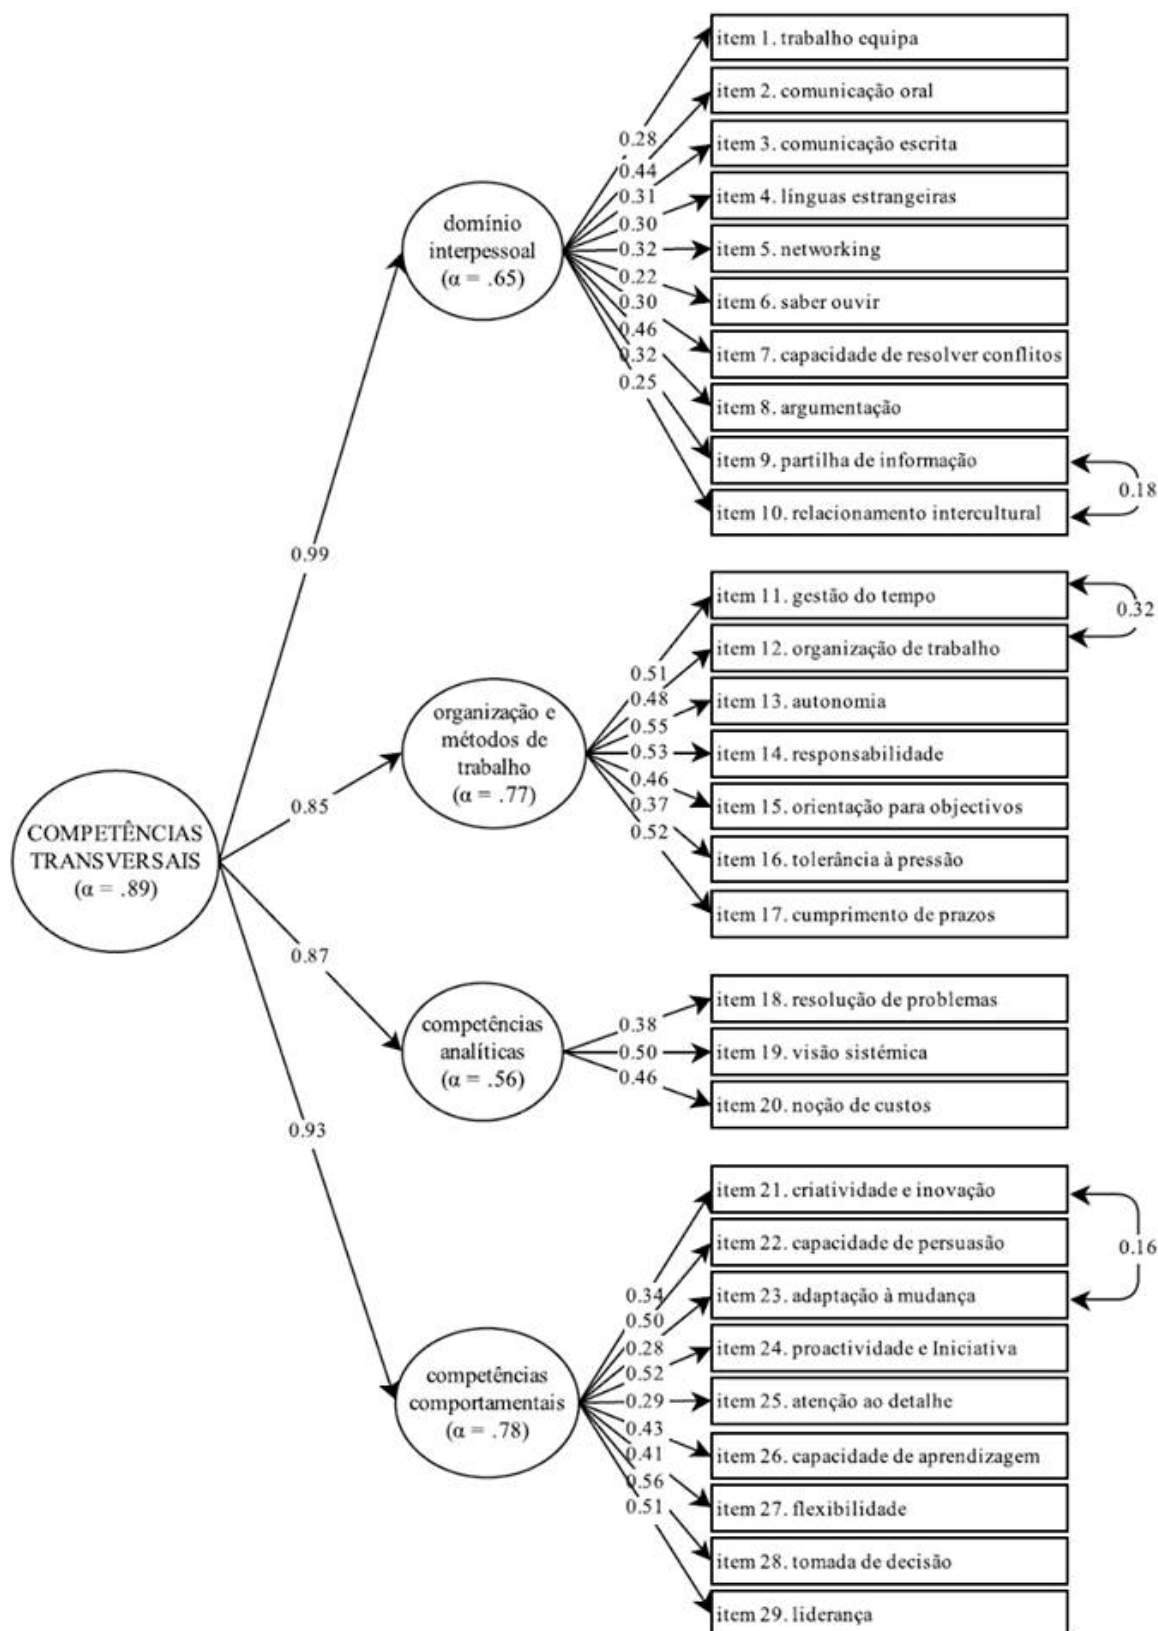 item 1. trabalho equipa
item 2. comunicação oral
item 3. comunicação escrita
item 4. línguas estrangeiras
item 5. networking
item 6. saber ouvir
item 7. capacidade de resolver conflitos
item 8. argumentação
item 9. partilha de informação
item 10. relacionamento intercultural
0.28
0.44
0.31
0.30
0.32
0.22
0.30
0.46
0.32
0.25
0.18
domínio
interpessoal
(α = .65)
0.99
item 11. gestão do tempo
item 12. organização de trabalho
item 13. autonomia
item 14. responsabilidade
item 15. orientação para objectivos
item 16. tolerância à pressão
item 17. cumprimento de prazos
0.32
0.51
0.48
0.55
0.53
0.46
0.37
0.52
organização e
métodos de
trabalho
(α = .77)
0.85
COMPETÊNCIAS
TRANSVERSAIS
(α = .89)
0.87
competências
analíticas
(α = .56)
0.38
0.50
0.46
item 18. resolução de problemas
item 19. visão sistémica
item 20. noção de custos
0.93
item 21. criatividade e inovação
item 22. capacidade de persuasão
item 23. adaptação à mudança
item 24. proactividade e Iniciativa
item 25. atenção ao detalhe
item 26. capacidade de aprendizagem
item 27. flexibilidade
item 28. tomada de decisão
item 29. liderança
0.16
0.34
0.50
0.28
0.52
0.29
0.43
0.41
0.56
0.51
competências
comportamentais
(α = .78)